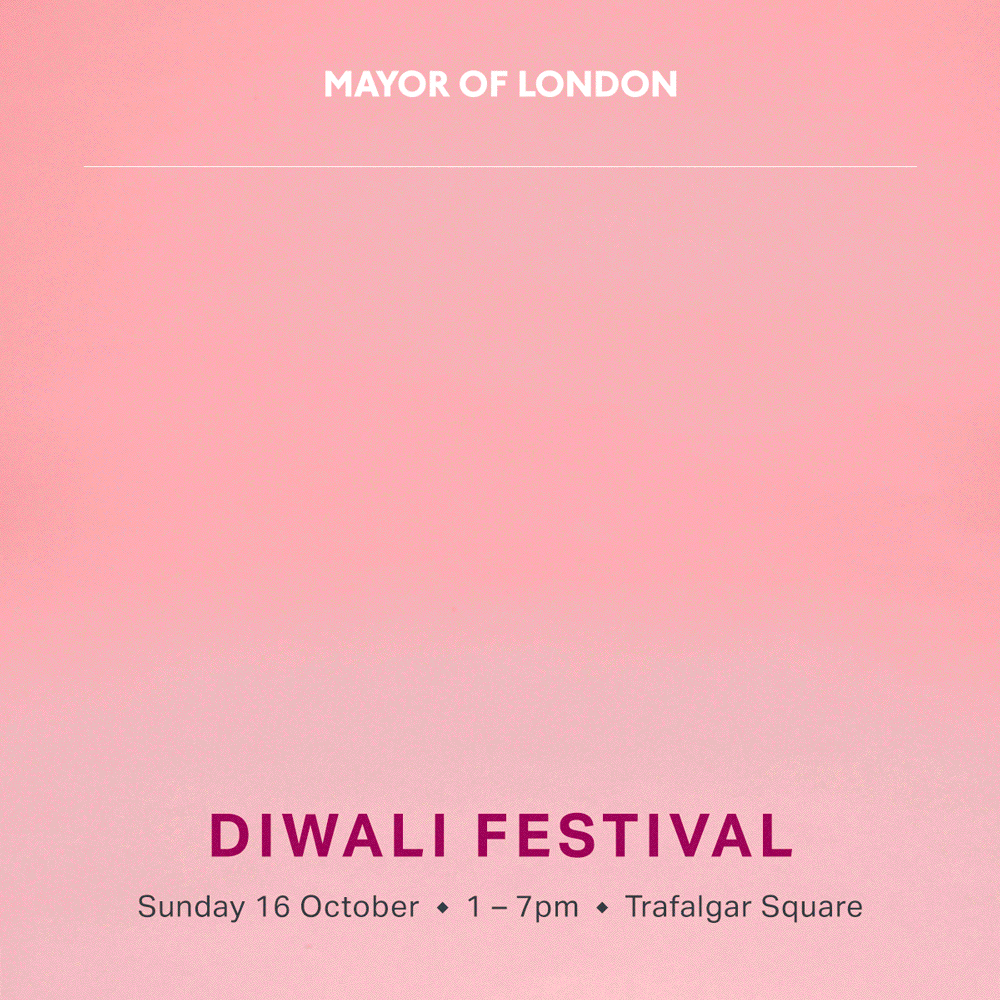 MAYOR OF LONDON
DIWALI FESTIVAL
Sunday 16 October ◆ 1 – 7pm ◆ Trafalgar Square